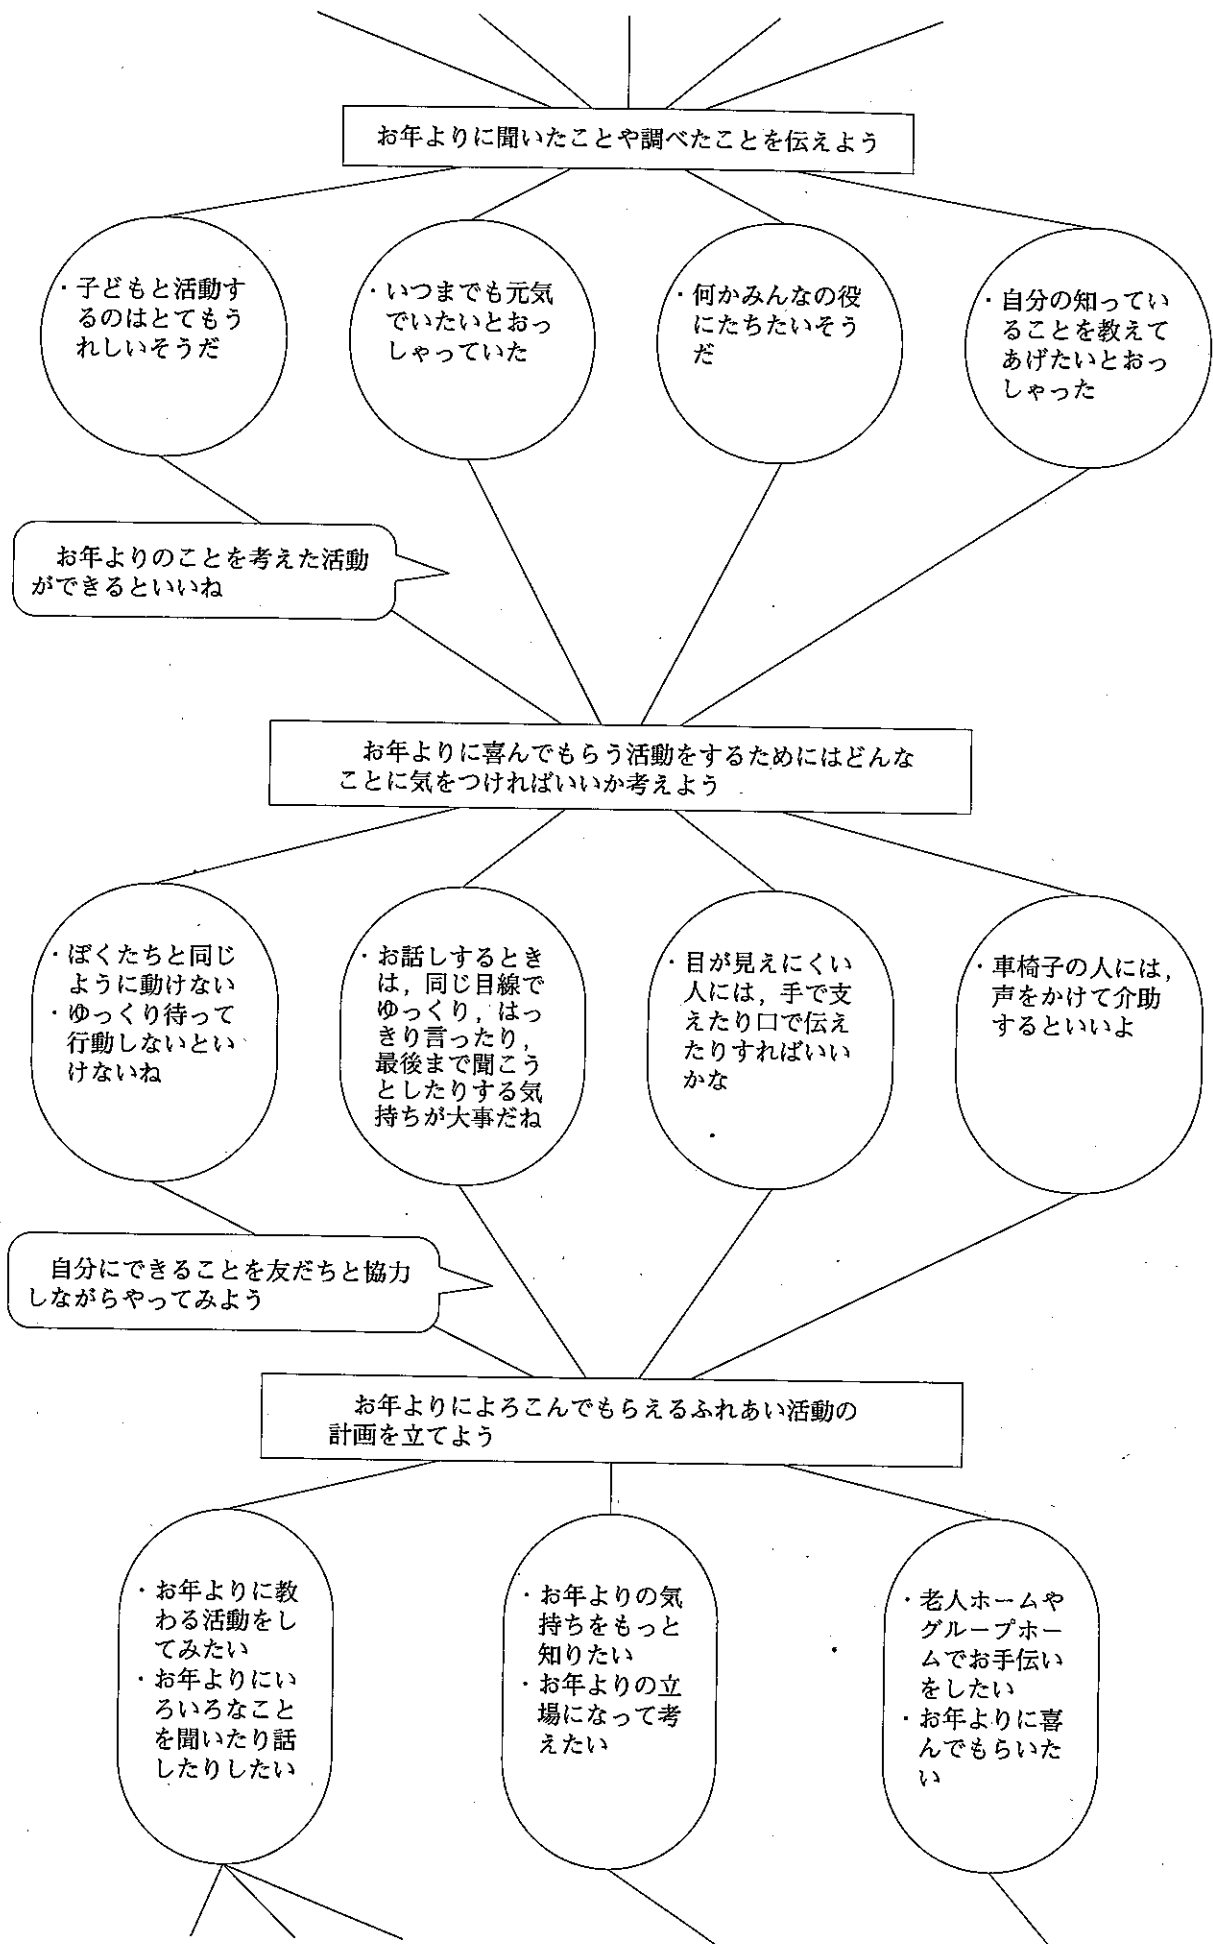 お年よりに聞いたことや調べたことを伝えよう
・子どもと活動す
るのはとてもう
れしいそうだ
・いつまでも元気
でいたいとおっ
しゃっていた
・何かみんなの役
にたちたいそう
だ
・自分の知ってい
ることを教えて
あげたいとおっ
しゃった
お年よりのことを考えた活動
ができるといいね
お年よりに喜んでもらう活動をするためにはどんな
ことに気をつければいいか考えよう
・ぼくたちと同じ
ように動けない
・ゆっくり待って
行動しないとい
けないね
・お話しするとき
は，同じ目線で
ゆっくり，はっ
きり言ったり，
最後まで聞こう
としたりする気
持ちが大事だね
・目が見えにくい
人には，手で支
えたり口で伝え
たりすればいい
かな
・車椅子の人には，
声をかけて介助
するといいよ
自分にできることを友だちと協力
しながらやってみよう
お年よりによろこんでもらえるふれあい活動の
計画を立てよう
・お年よりに教
わる活動をし
てみたい
・お年よりにい
ろいろなこと
を聞いたり話
したりしたい
・お年よりの気
持ちをもっと
知りたい
・お年よりの立
場になって考
えたい
・老人ホームや
グループホー
ムでお手伝い
をしたい
・お年よりに喜
んでもらいた
い